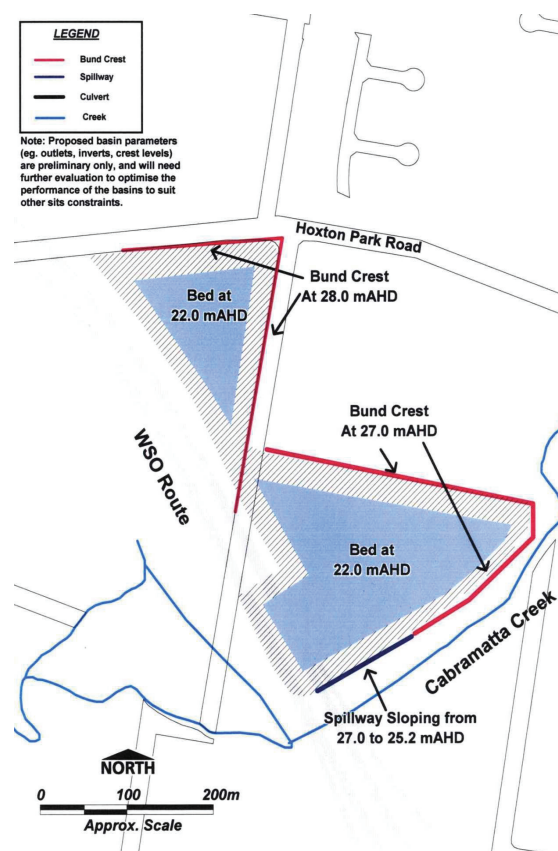 LEGEND
Bund Crest
Spillway
Culvert
Creek
Note: Proposed basin parameters
(eg. outlets, inverts, crest levels)
are preliminary only, and will need
further evaluation to optimise the
performance of the basins to suit
other sits constraints.
Hoxton Park Road
Bund Crest
At 28.0 mAHD
Bed at
22.0 mAHD
Bund Crest
At 27.0 mAHD
WSO Route
Bed at
22.0 mAHD
Cabramatta Creek
Spillway Sloping from
27.0 to 25.2 mAHD
NORTH
0 100 200m
Approx. Scale